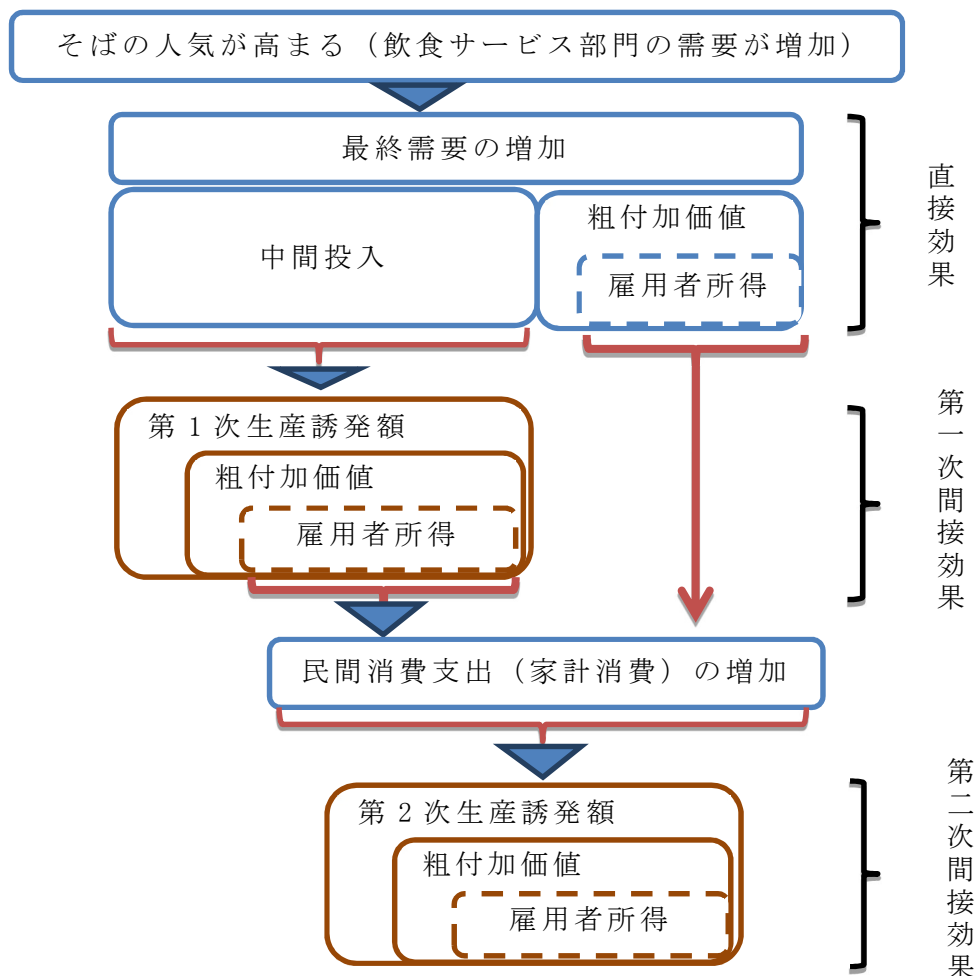 そばの人気が高まる（飲食サービス部門の需要が増加）
最終需要の増加
中間投入
粗付加価値
雇用者所得
直接効果
第1次生産誘発額
粗付加価値
雇用者所得
第一次間接効果
民間消費支出（家計消費）の増加
第2次生産誘発額
粗付加価値
雇用者所得
第二次間接効果